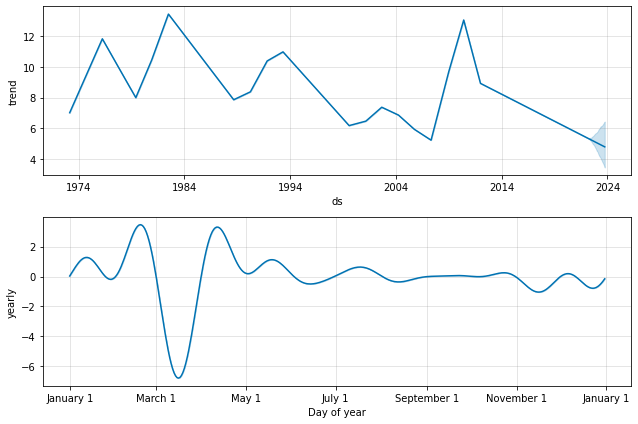 12
10
8
6
4
trend
1974 1984 1994 2004 2014 2024
ds
2
0
−2
−4
−6
yearly
January 1 March 1 May 1 July 1 September 1 November 1 January 1
Day of year